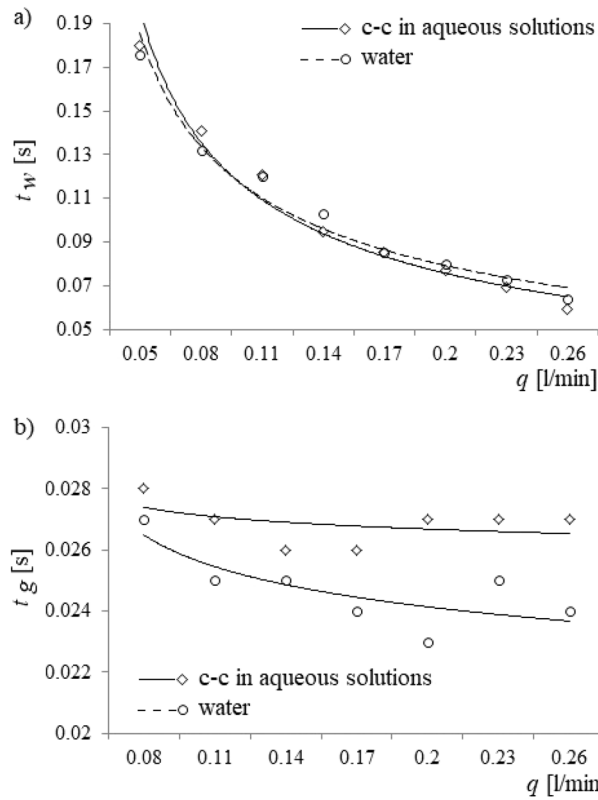 a)
0.19
c-c in aqueous solutions
water
0.17
0.15
0.13
t w [s]
0.11
0.09
0.07
0.05
0.05 0.08 0.11 0.14 0.17 0.2 0.23 0.26
q [l/min]
b)
0.03
0.028
0.026
t g [s]
0.024
0.022
c-c in aqueous solutions
water
0.02
0.08 0.11 0.14 0.17 0.2 0.23 0.26
q [l/min]